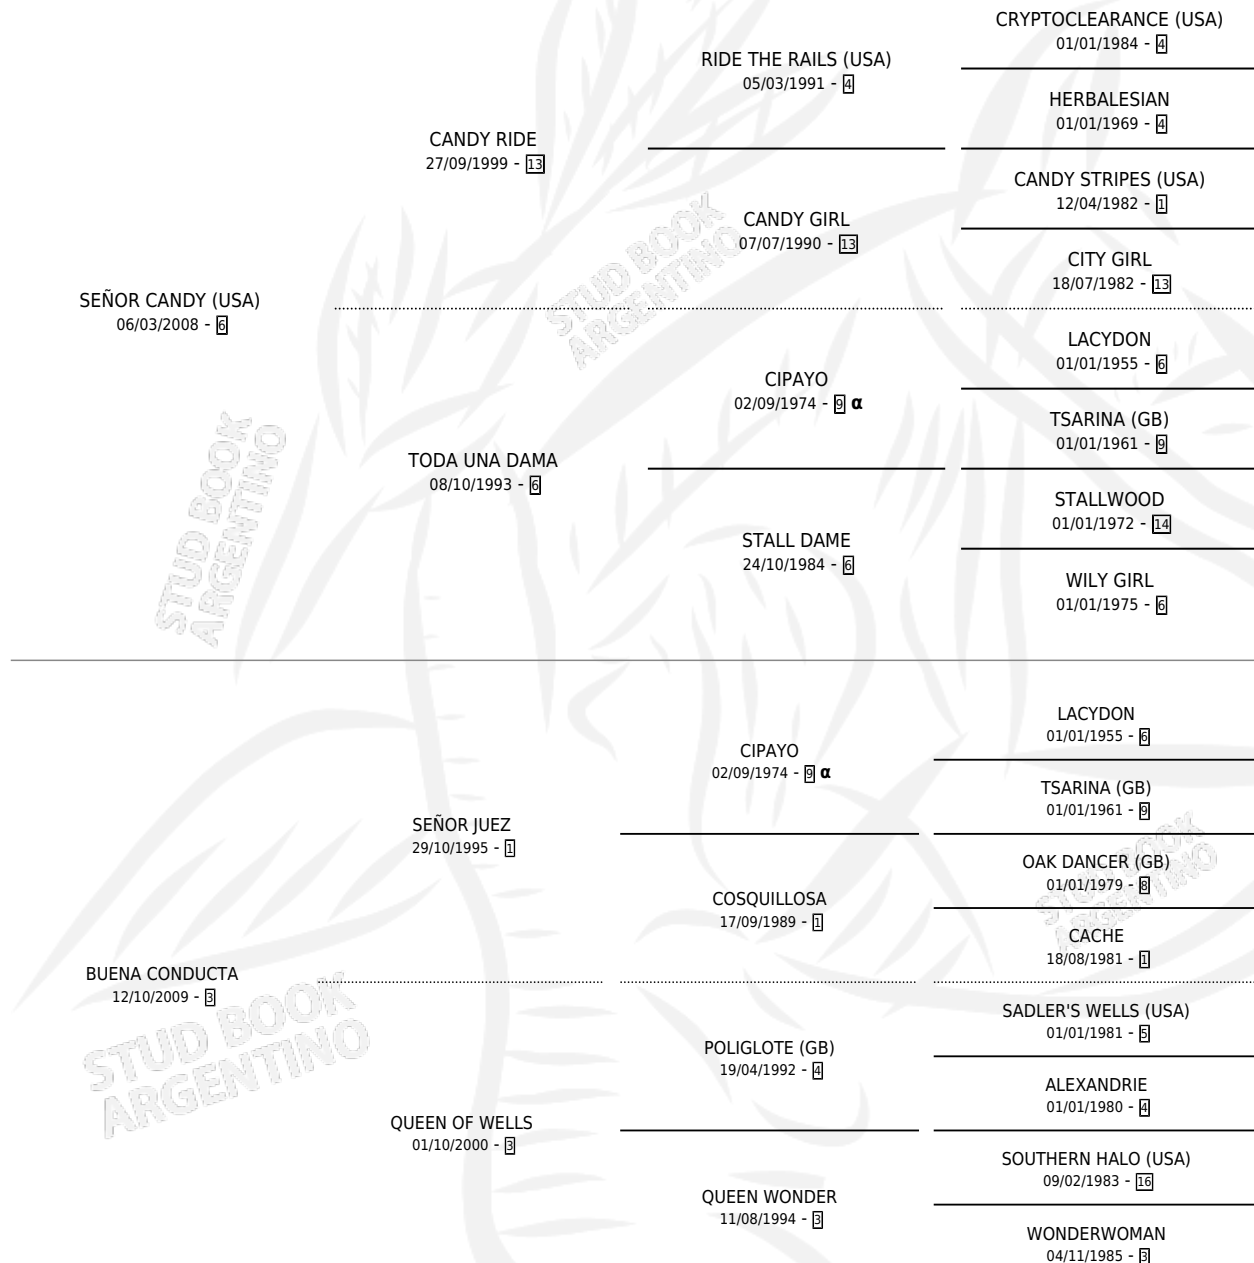 CRYPTOCLEARANCE (USA)
01/01/1984 - 4
RIDE THE RAILS (USA)
05/03/1991 - 4
HERBALESIAN
01/01/1969 - 4
CANDY RIDE
27/09/1999 - 13
CANDY STRIPES (USA)
12/04/1982 - 1
CANDY GIRL
07/07/1990 - 13
CITY GIRL
18/07/1982 - 13
SEÑOR CANDY (USA)
06/03/2008 - 6
LACYDON
01/01/1955 - 6
CIPAYO
02/09/1974 - 9 α
TSARINA (GB)
01/01/1961 - 9
TODA UNA DAMA
08/10/1993 - 6
STALLWOOD
01/01/1972 - 14
STALL DAME
24/10/1984 - 6
WILY GIRL
01/01/1975 - 6
LACYDON
01/01/1955 - 6
CIPAYO
02/09/1974 - 9 α
TSARINA (GB)
01/01/1961 - 9
SEÑOR JUEZ
29/10/1995 - 1
OAK DANCER (GB)
01/01/1979 - 8
COSQUILLOSA
17/09/1989 - 1
CACHE
18/08/1981 - 1
BUENA CONDUCTA
12/10/2009 - 3
SADLER'S WELLS (USA)
01/01/1981 - 5
POLIGLOTE (GB)
19/04/1992 - 4
ALEXANDRIE
01/01/1980 - 4
QUEEN OF WELLS
01/10/2000 - 3
SOUTHERN HALO (USA)
09/02/1983 - 16
QUEEN WONDER
11/08/1994 - 3
WONDERWOMAN
04/11/1985 - 3
STUD BOOK
ARGENTINO
STUD BOOK
ARGENTINO
STUD BOOK
ARGENTINO
STUD BOOK
ARGENTINO